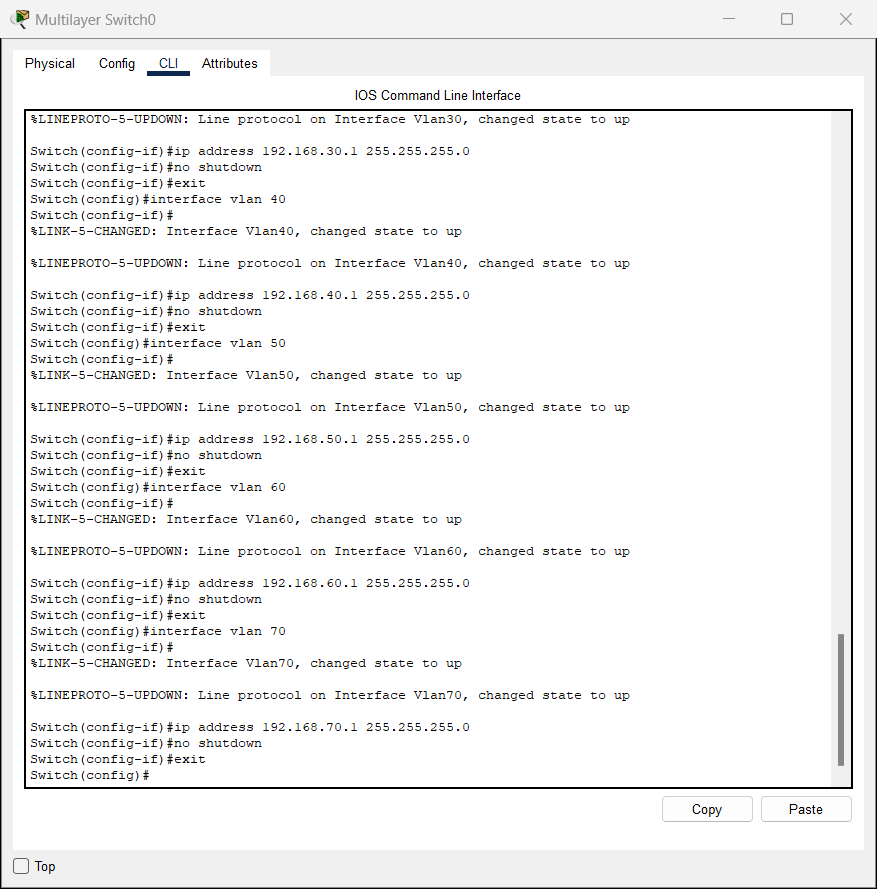 Multilayer Switch0
Physical Config CLI Attributes
IOS Command Line Interface
%LINEPROTO-5-UPDOWN: Line protocol on Interface Vlan30, changed state to up
Switch(config-if)#ip address 192.168.30.1 255.255.255.0
Switch(config-if)#no shutdown
Switch(config-if)#exit
Switch(config)#interface vlan 40
Switch(config-if)#
%LINK-5-CHANGED: Interface Vlan40, changed state to up
%LINEPROTO-5-UPDOWN: Line protocol on Interface Vlan40, changed state to up
Switch(config-if)#ip address 192.168.40.1 255.255.255.0
Switch(config-if)#no shutdown
Switch(config-if)#exit
Switch(config)#interface vlan 50
Switch(config-if)#
%LINK-5-CHANGED: Interface Vlan50, changed state to up
%LINEPROTO-5-UPDOWN: Line protocol on Interface Vlan50, changed state to up
Switch(config-if)#ip address 192.168.50.1 255.255.255.0
Switch(config-if)#no shutdown
Switch(config-if)#exit
Switch(config)#interface vlan 60
Switch(config-if)#
%LINK-5-CHANGED: Interface Vlan60, changed state to up
%LINEPROTO-5-UPDOWN: Line protocol on Interface Vlan60, changed state to up
Switch(config-if)#ip address 192.168.60.1 255.255.255.0
Switch(config-if)#no shutdown
Switch(config-if)#exit
Switch(config)#interface vlan 70
Switch(config-if)#
%LINK-5-CHANGED: Interface Vlan70, changed state to up
%LINEPROTO-5-UPDOWN: Line protocol on Interface Vlan70, changed state to up
Switch(config-if)#ip address 192.168.70.1 255.255.255.0
Switch(config-if)#no shutdown
Switch(config-if)#exit
Switch(config)#
Copy Paste
Top